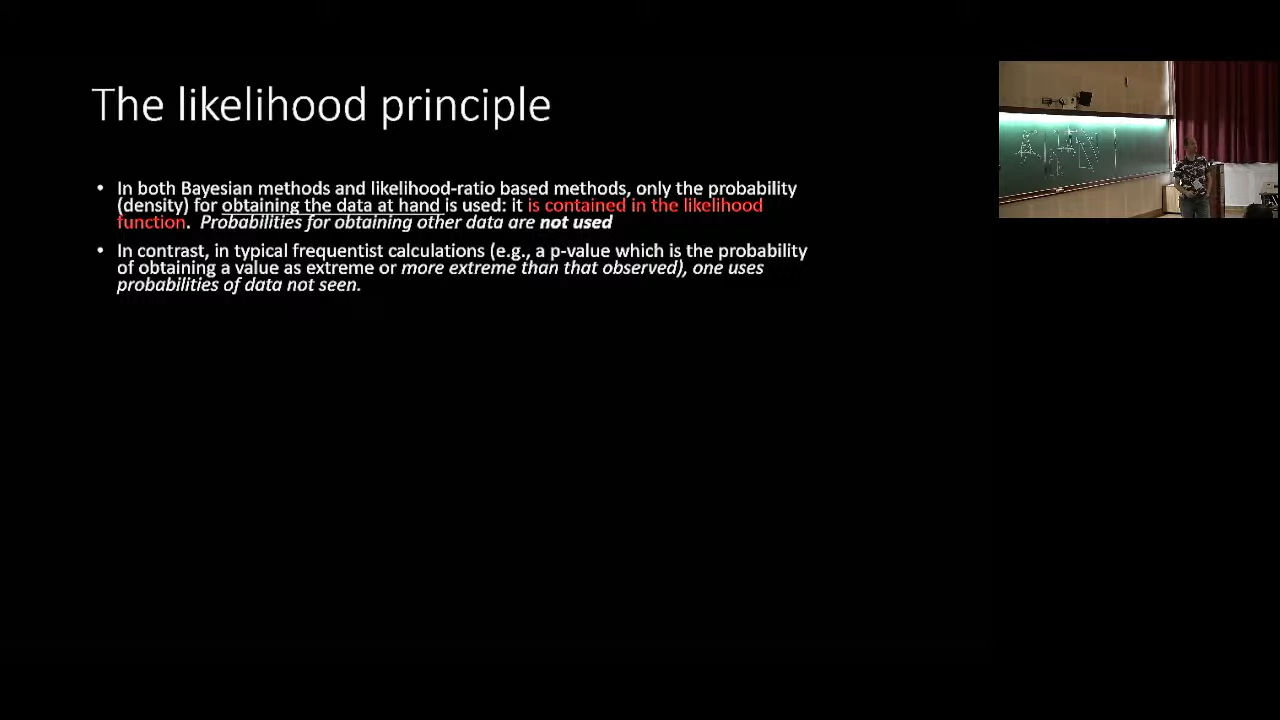 The likelihood principle
• In both Bayesian methods and likelihood-ratio based methods, only the probability
(density) for obtaining the data at hand is used: it is contained in the likelihood
function. Probabilities for obtaining other data are not used
• In contrast, in typical frequentist calculations (e.g., a p-value which is the probability
of obtaining a value as extreme or more extreme than that observed), one uses
probabilities of data not seen.